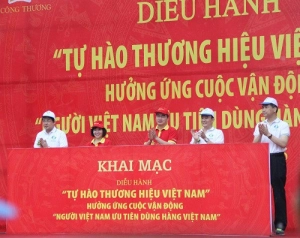 CÔNG THƯƠNG
DIỄU HÀNH
“TỰ HÀO THƯƠNG HIỆU VIỆ
HƯỞNG ỨNG CUỘC VẬN ĐỘNG
“NGƯỜI VIỆT NAM ƯU TIÊN DÙNG HÀNG
KHAI MẠC
DIỄU HÀNH
“TỰ HÀO THƯƠNG HIỆU VIỆT NAM”
HƯỞNG ỨNG CUỘC VẬN ĐỘNG
“NGƯỜI VIỆT NAM ƯU TIÊN DÙNG HÀNG VIỆT NAM”